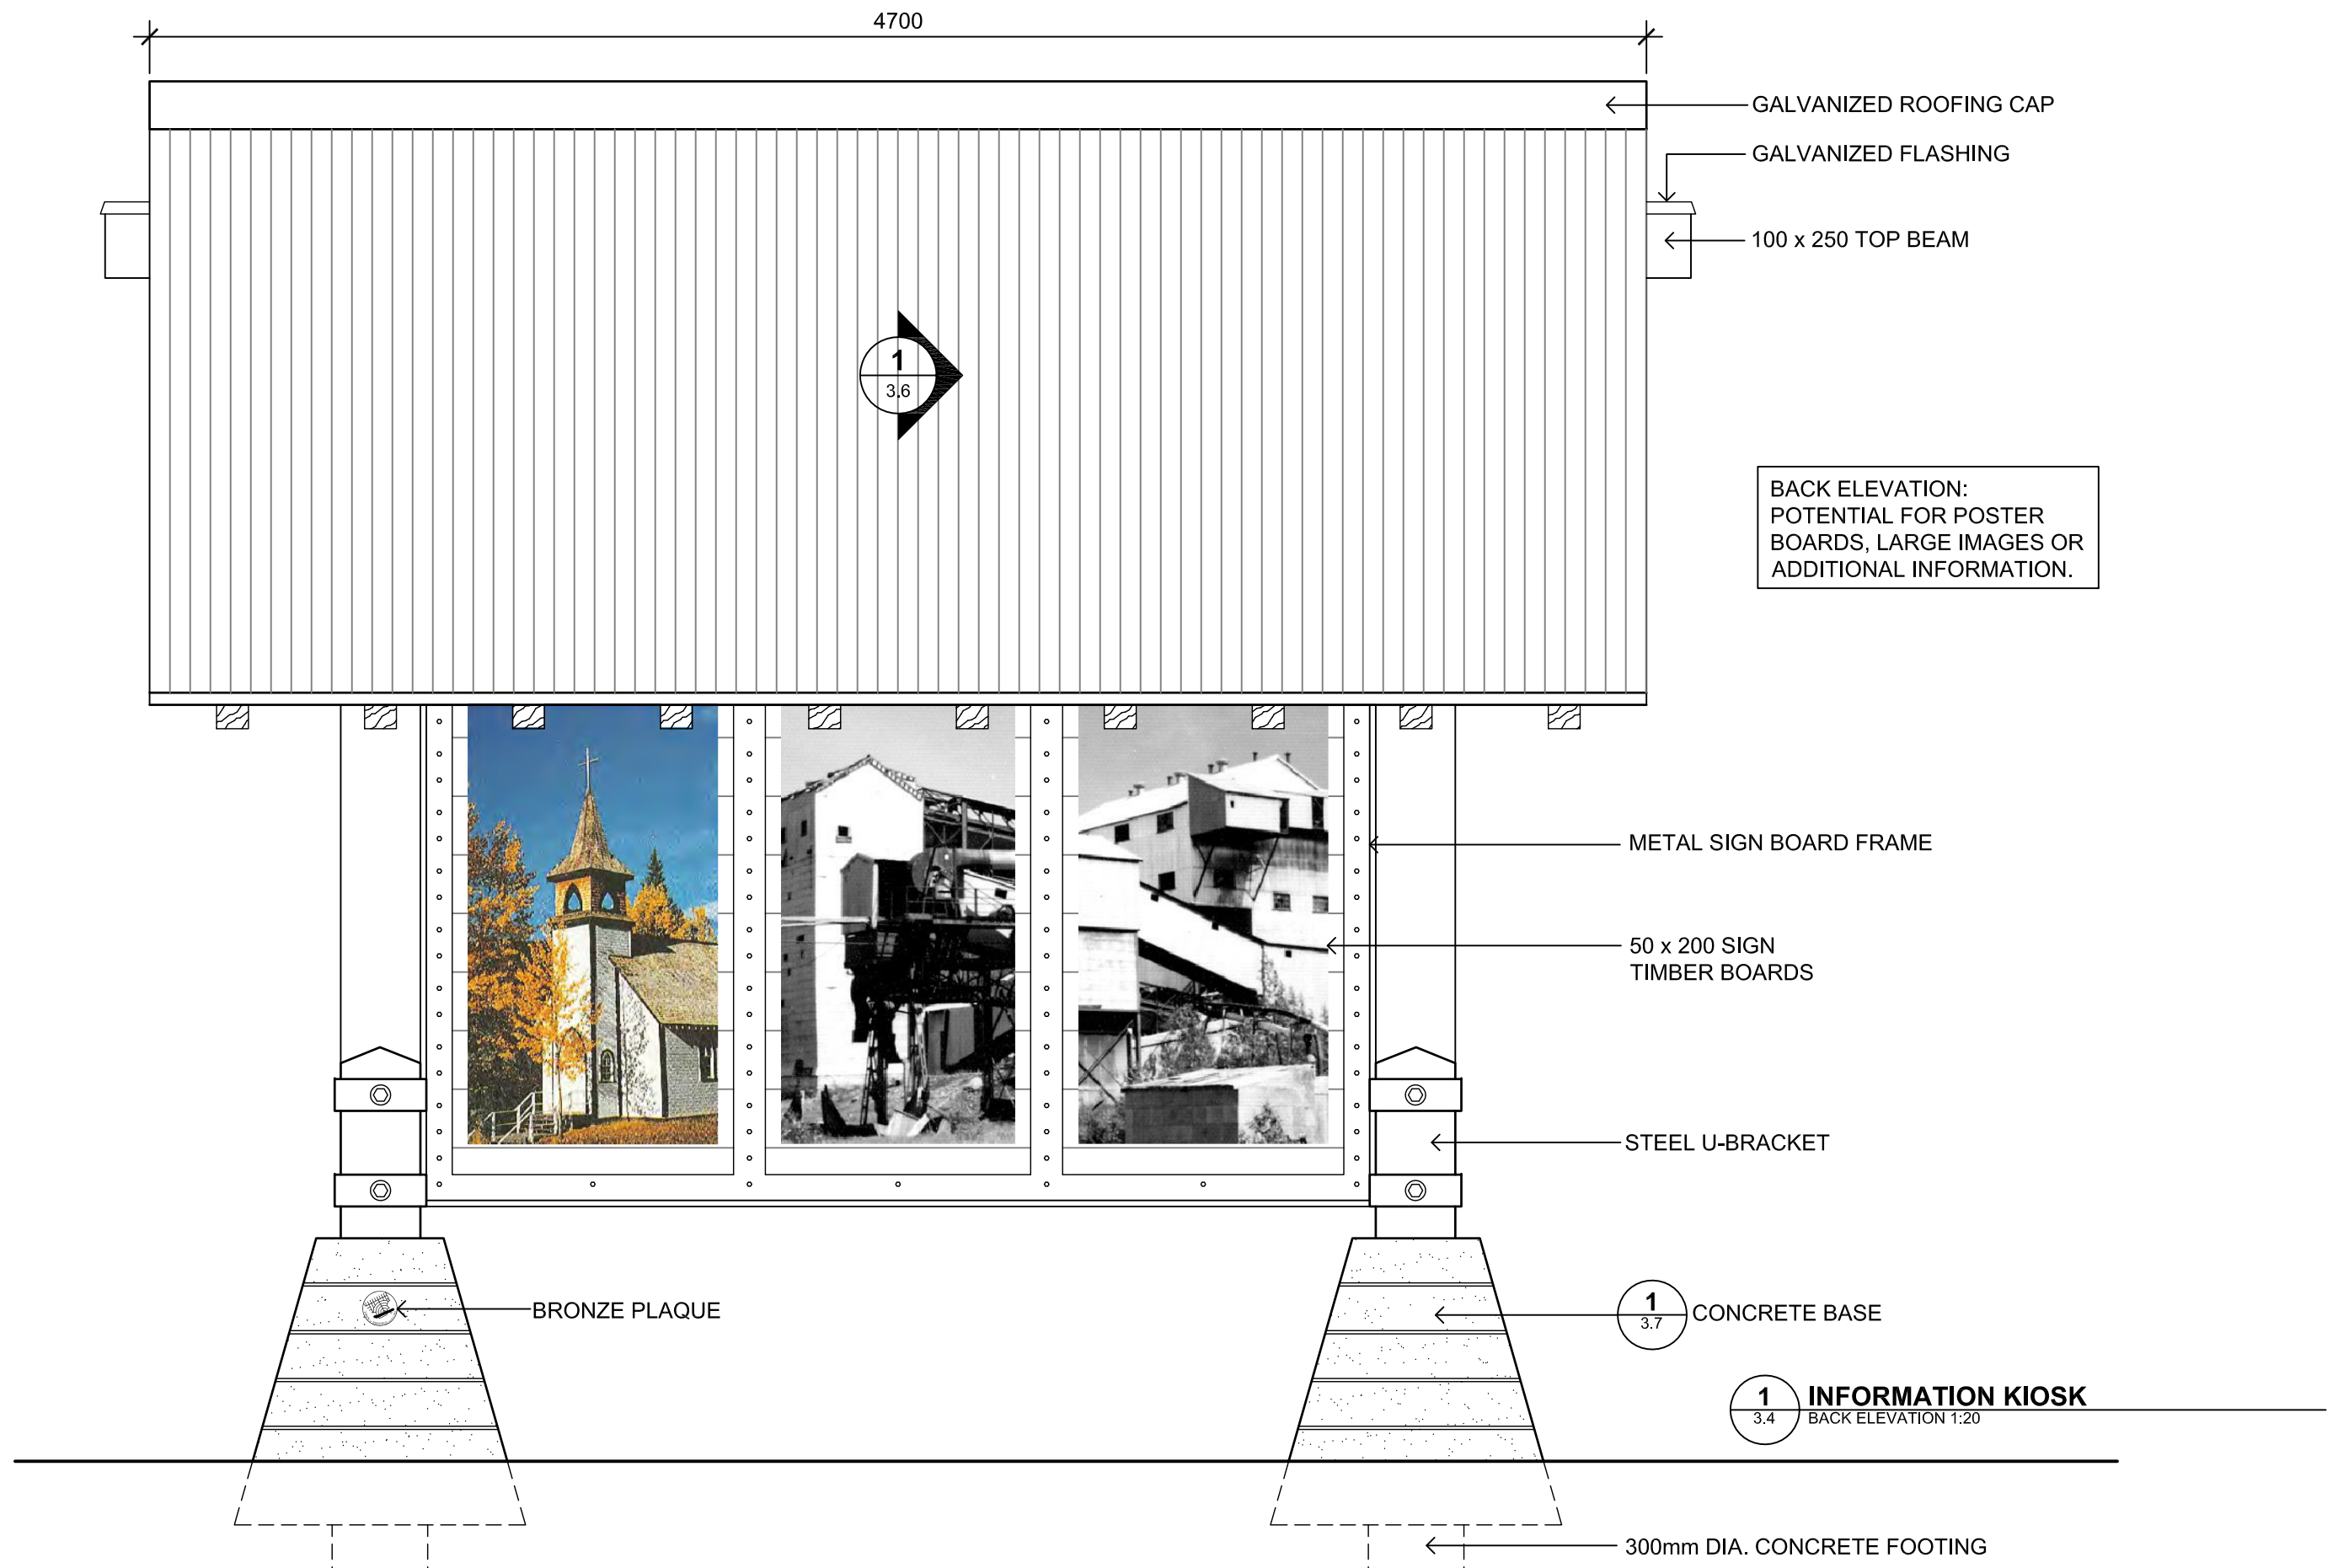 4700
GALVANIZED ROOFING CAP
GALVANIZED FLASHING
100 x 250 TOP BEAM
1
3.6
BACK ELEVATION:
POTENTIAL FOR POSTER
BOARDS, LARGE IMAGES OR
ADDITIONAL INFORMATION.
METAL SIGN BOARD FRAME
50 x 200 SIGN
TIMBER BOARDS
STEEL U-BRACKET
BRONZE PLAQUE
1
3.7
CONCRETE BASE
1
3.4
INFORMATION KIOSK
BACK ELEVATION 1:20
300mm DIA. CONCRETE FOOTING